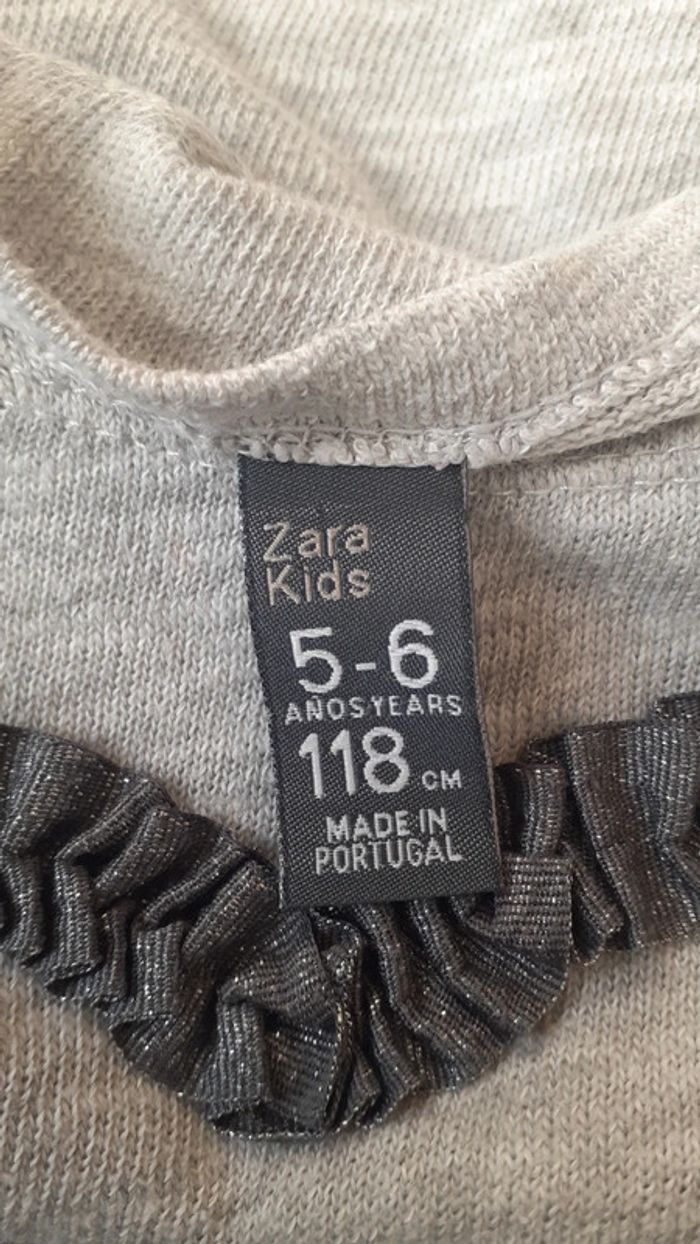 Zara
Kids
5-6
AÑOS YEARS
118 CM
MADE IN
PORTUGAL